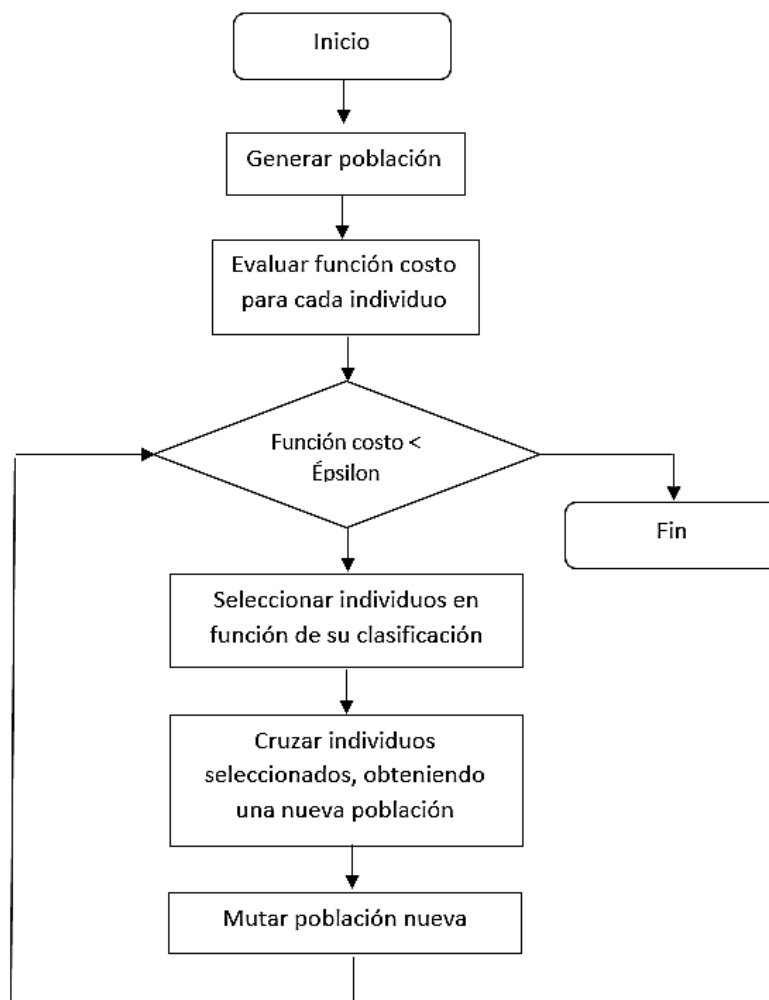 Inicio
Generar población
Evaluar función costo
para cada individuo
Función costo <
Épsilon
Fin
Seleccionar individuos en
función de su clasificación
Cruzar individuos
seleccionados, obteniendo
una nueva población
Mutar población nueva